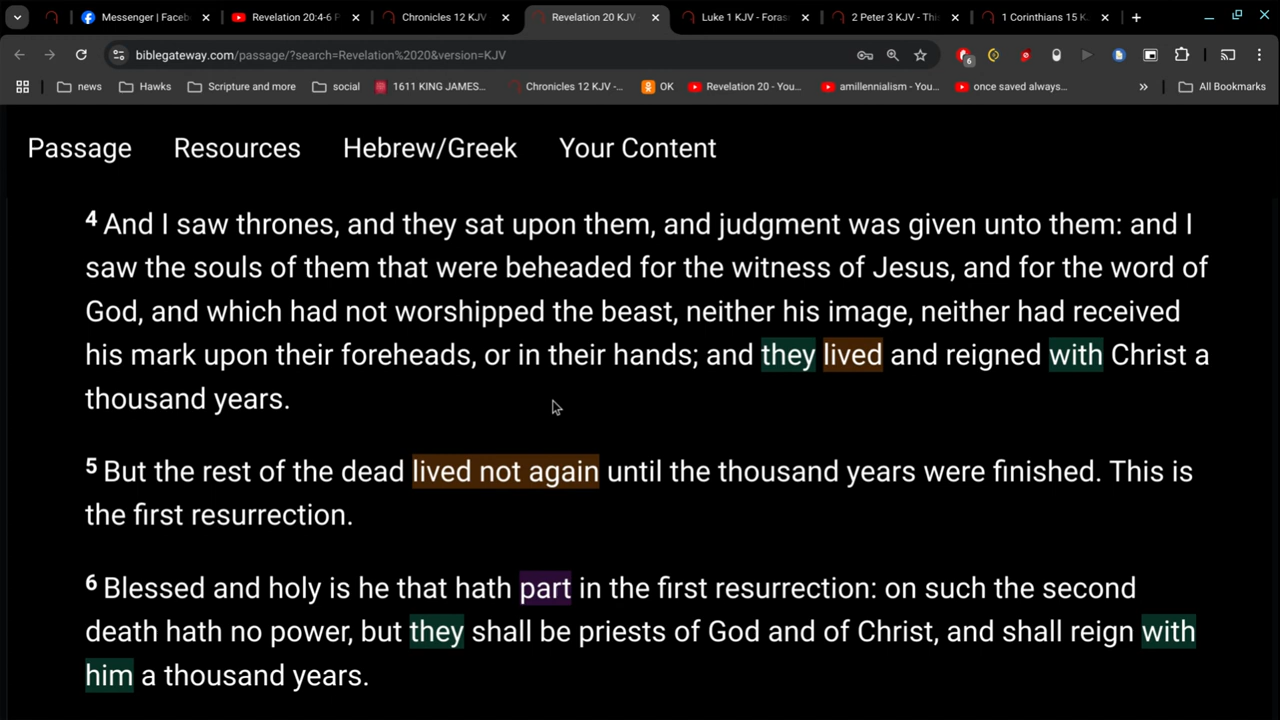 Messenger | Faceb
Revelation 20:4-6 P
Chronicles 12 KJV
Revelation 20 KJV
Luke 1 KJV - Foras
2 Peter 3 KJV - Thi
1 Corinthians 15 K
biblegateway.com/passage/?search=Revelation%2020&version=KJV
6
news
Hawks
Scripture and more
social
1611 KING JAMES...
Chronicles 12 KJV -...
OK
Revelation 20 - You...
amillennialism - You...
once saved always...
All Bookmarks
Passage Resources Hebrew/Greek Your Content
4 And I saw thrones, and they sat upon them, and judgment was given unto them: and I
saw the souls of them that were beheaded for the witness of Jesus, and for the word of
God, and which had not worshipped the beast, neither his image, neither had received
his mark upon their foreheads, or in their hands; and they lived and reigned with Christ a
thousand years.
5 But the rest of the dead lived not again until the thousand years were finished. This is
the first resurrection.
6 Blessed and holy is he that hath part in the first resurrection: on such the second
death hath no power, but they shall be priests of God and of Christ, and shall reign with
him a thousand years.